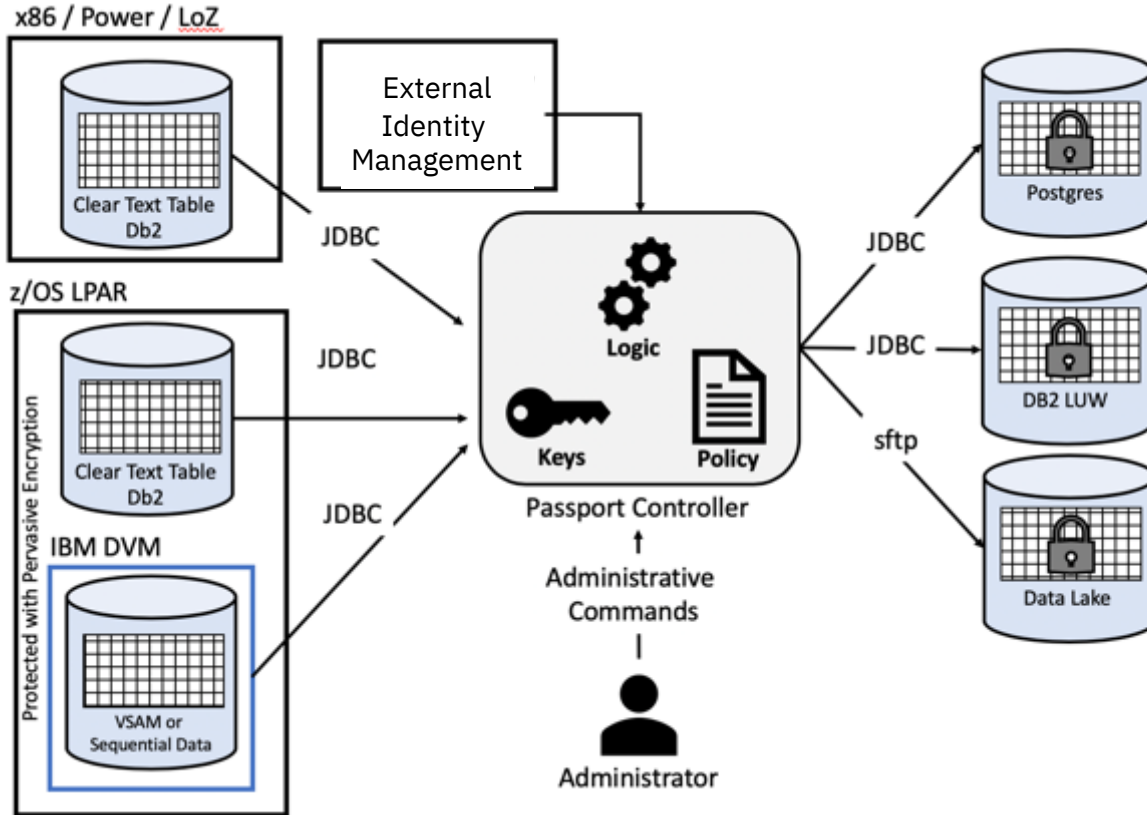 x86 / Power / LoZ
Clear Text Table
Db2
JDBC
External
Identity
Management
z/OS LPAR
Protected with Pervasive Encryption
Clear Text Table
Db2
JDBC
IBM DVM
VSAM or
Sequential Data
JDBC
Logic
Keys
Policy
Passport Controller
Administrative
Commands
Administrator
JDBC
Postgres
JDBC
DB2 LUW
sftp
Data Lake